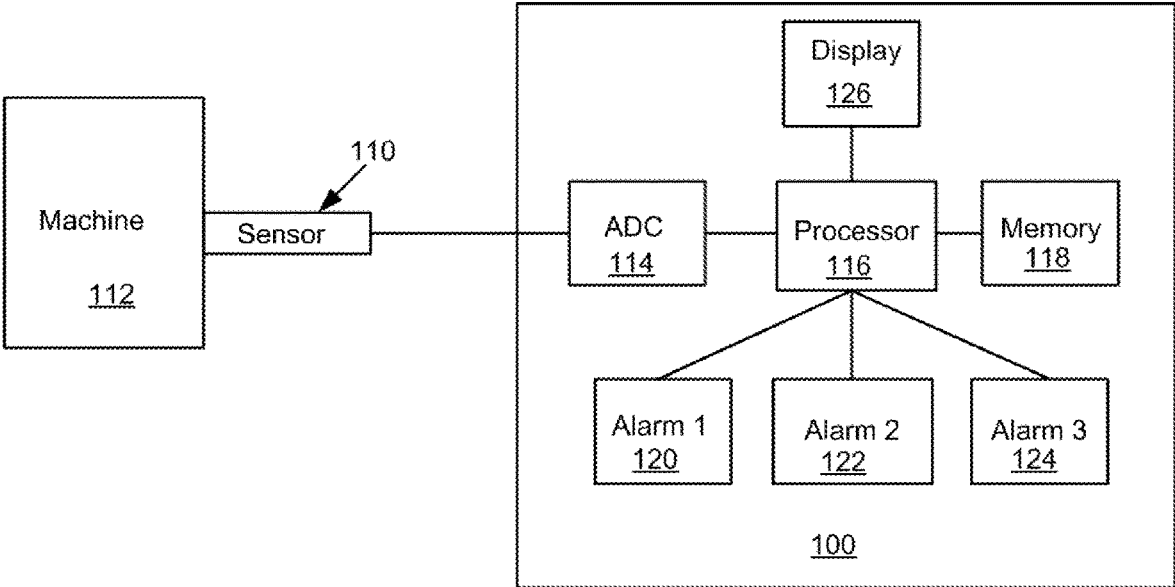 Display
126
110
Machine
112
Sensor
ADC
114
Processor
116
Memory
118
Alarm 1
120
Alarm 2
122
Alarm 3
124
100